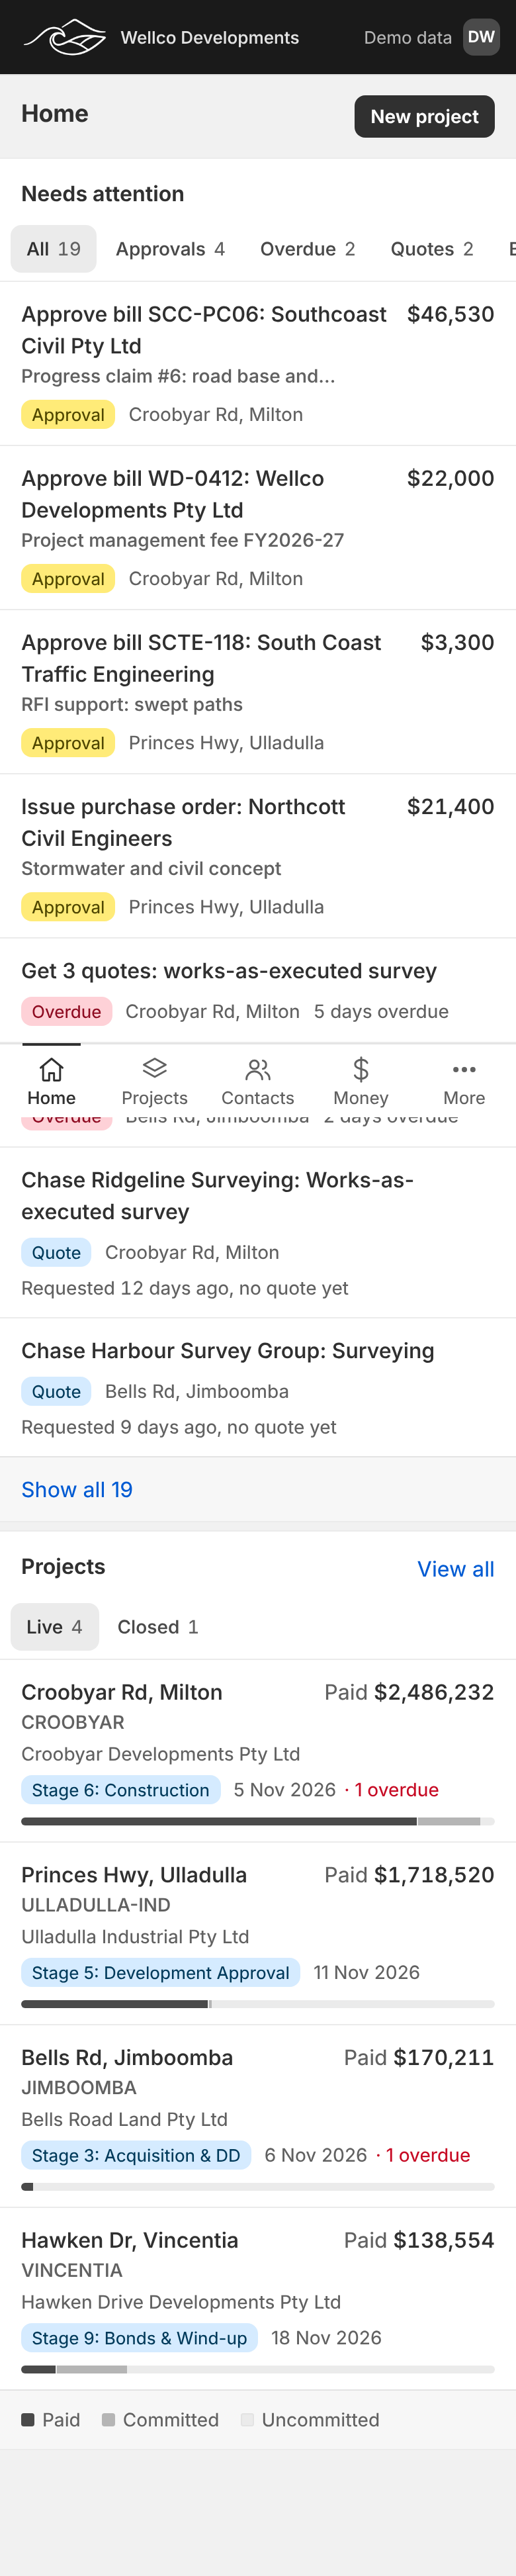 Wellco Developments
Demo data
DW
Home
New project
Needs attention
All 19
Approvals 4
Overdue 2
Quotes 2
Approve bill SCC-PC06: Southcoast
Civil Pty Ltd
$46,530
Progress claim #6: road base and...
Approval
Croobyar Rd, Milton
Approve bill WD-0412: Wellco
Developments Pty Ltd
$22,000
Project management fee FY2026-27
Approval
Croobyar Rd, Milton
Approve bill SCTE-118: South Coast
Traffic Engineering
$3,300
RFI support: swept paths
Approval
Princes Hwy, Ulladulla
Issue purchase order: Northcott
Civil Engineers
$21,400
Stormwater and civil concept
Approval
Princes Hwy, Ulladulla
Get 3 quotes: works-as-executed survey
Overdue
Croobyar Rd, Milton
5 days overdue
Home
Projects
Contacts
Money
More
Overdue
Bells Rd, Jimboomba
2 days overdue
Chase Ridgeline Surveying: Works-as-
executed survey
Quote
Croobyar Rd, Milton
Requested 12 days ago, no quote yet
Chase Harbour Survey Group: Surveying
Quote
Bells Rd, Jimboomba
Requested 9 days ago, no quote yet
Show all 19
Projects
View all
Live 4
Closed 1
Croobyar Rd, Milton
Paid $2,486,232
CROOBYAR
Croobyar Developments Pty Ltd
Stage 6: Construction
5 Nov 2026 · 1 overdue
Princes Hwy, Ulladulla
Paid $1,718,520
ULLADULLA-IND
Ulladulla Industrial Pty Ltd
Stage 5: Development Approval
11 Nov 2026
Bells Rd, Jimboomba
Paid $170,211
JIMBOOMBA
Bells Road Land Pty Ltd
Stage 3: Acquisition & DD
6 Nov 2026 · 1 overdue
Hawken Dr, Vincentia
Paid $138,554
VINCENTIA
Hawken Drive Developments Pty Ltd
Stage 9: Bonds & Wind-up
18 Nov 2026
Paid
Committed
Uncommitted